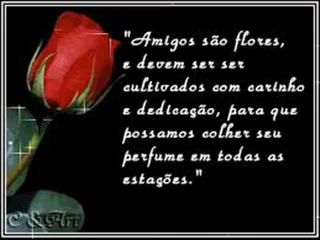 "Amigos são flores,
e devem ser ser
cultivados com carinho
e dedicação, para que
possamos colher seu
perfume em todas as
estações."
C & Art